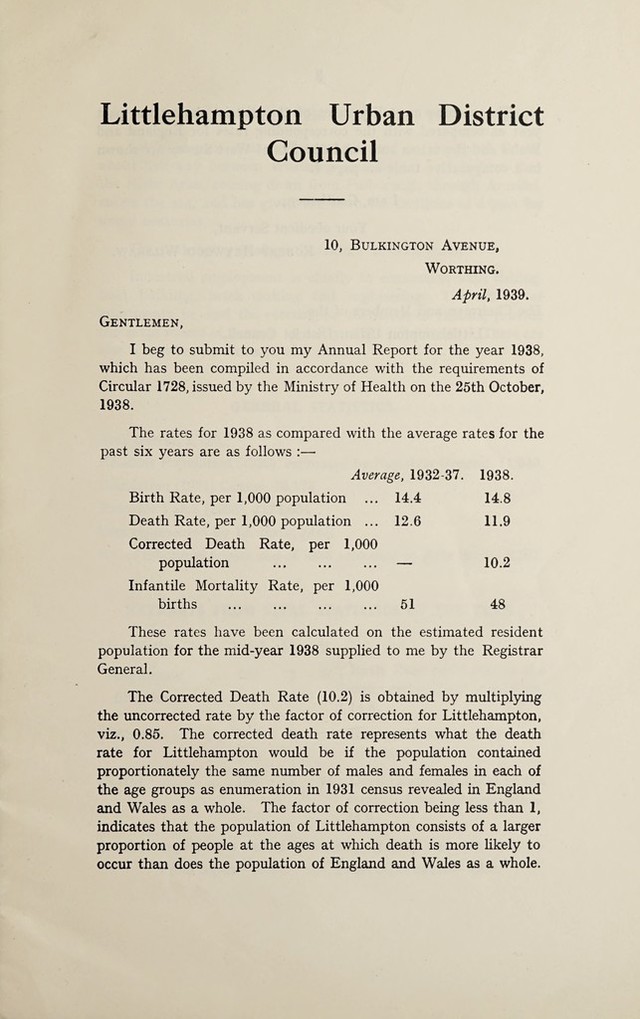 Littlehampton Urban District
Council
10, Bulkington Avenue,
Worthing.
April, 1939.
Gentlemen,
I beg to submit to you my Annual Report for the year 1938,
which has been compiled in accordance with the requirements of
Circular 1728, issued by the Ministry of Health on the 25th October,
1938.
The rates for 1938 as compared with the average rates for the
past six years are as follows :—
Average, 1932-37. 1938.
Birth Rate, per 1,000 population ... 14.4 14.8
Death Rate, per 1,000 population ... 12.6 11.9
Corrected Death Rate, per 1,000
population ... ... ... — 10.2
Infantile Mortality Rate, per 1,000
births ... ... ... ... 51 48
These rates have been calculated on the estimated resident
population for the mid-year 1938 supplied to me by the Registrar
General.
The Corrected Death Rate (10.2) is obtained by multiplying
the uncorrected rate by the factor of correction for Littlehampton,
viz., 0.85. The corrected death rate represents what the death
rate for Littlehampton would be if the population contained
proportionately the same number of males and females in each of
the age groups as enumeration in 1931 census revealed in England
and Wales as a whole. The factor of correction being less than 1,
indicates that the population of Littlehampton consists of a larger
proportion of people at the ages at which death is more likely to
occur than does the population of England and Wales as a whole.